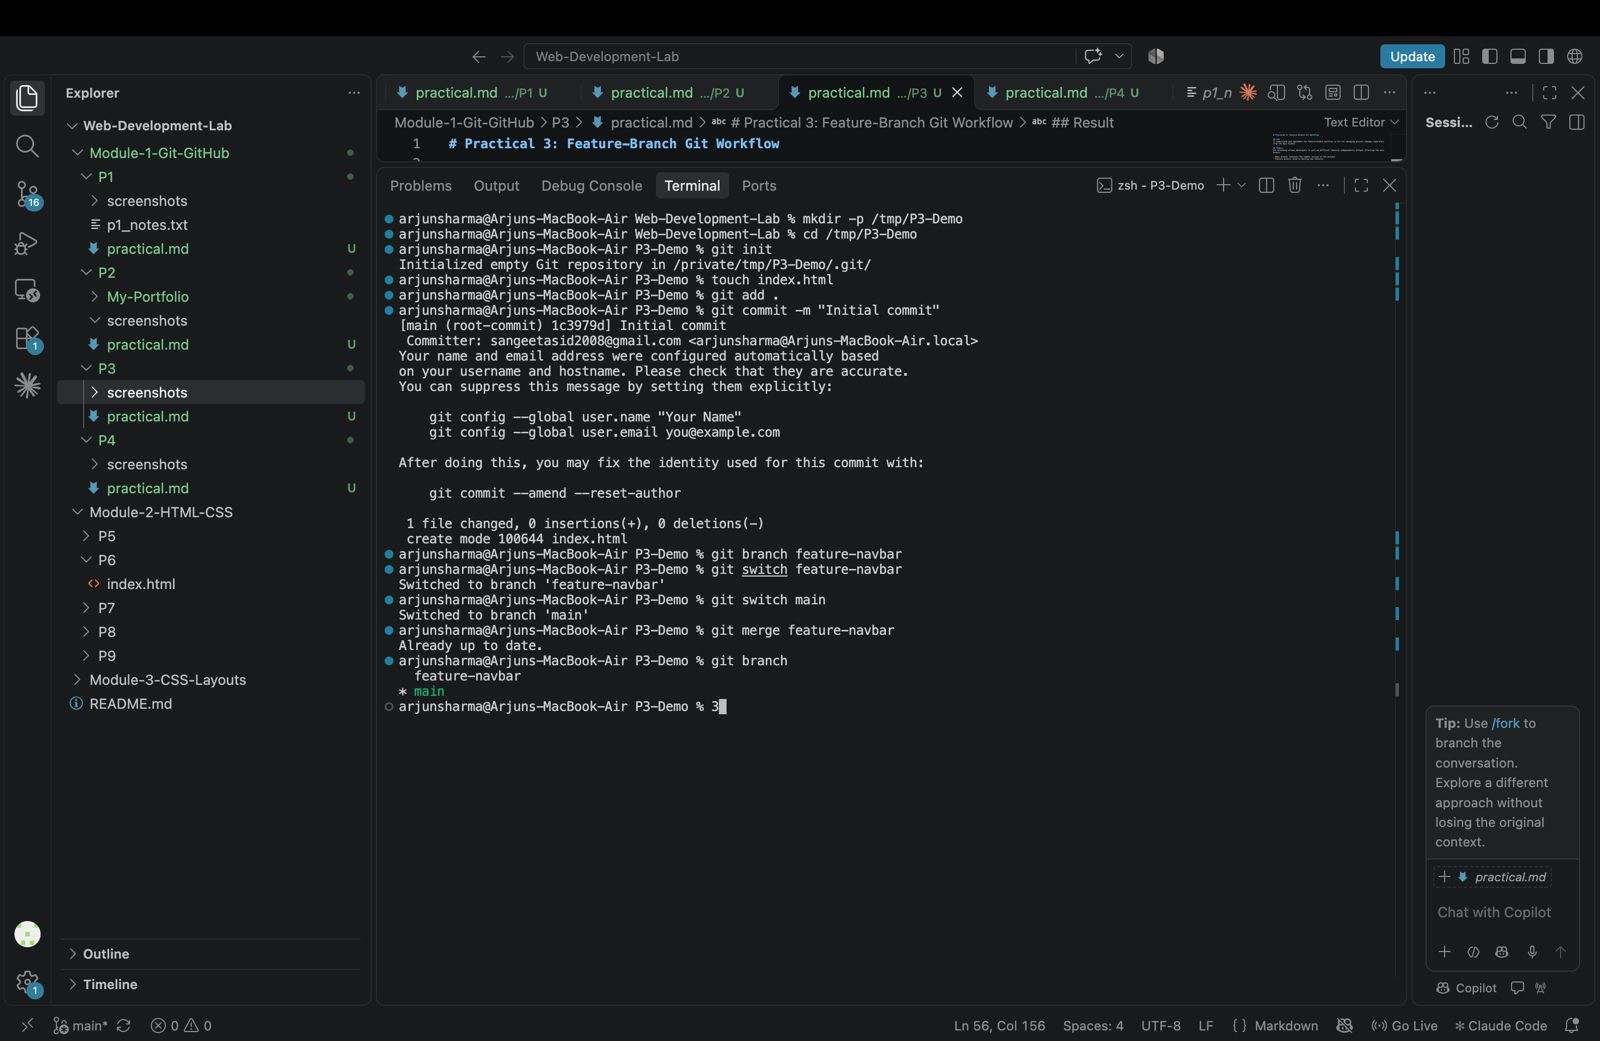 Web-Development-Lab
Update
Explorer
Web-Development-Lab
Module-1-Git-GitHub
P1
screenshots
p1_notes.txt
practical.md U
P2
My-Portfolio
screenshots
practical.md U
P3
screenshots
practical.md U
P4
screenshots
practical.md U
Module-2-HTML-CSS
P5
P6
index.html
P7
P8
P9
Module-3-CSS-Layouts
README.md
Outline
Timeline
16
1
1
practical.md .../P1 U
practical.md .../P2 U
practical.md .../P3 U
practical.md .../P4 U
p1_n
Module-1-Git-GitHub > P3 > practical.md > abc # Practical 3: Feature-Branch Git Workflow > abc ## Result
Text Editor
1 # Practical 3: Feature-Branch Git Workflow
Problems Output Debug Console Terminal Ports
zsh - P3-Demo
arjunsharma@Arjuns-MacBook-Air Web-Development-Lab % mkdir -p /tmp/P3-Demo
arjunsharma@Arjuns-MacBook-Air Web-Development-Lab % cd /tmp/P3-Demo
arjunsharma@Arjuns-MacBook-Air P3-Demo % git init
Initialized empty Git repository in /private/tmp/P3-Demo/.git/
arjunsharma@Arjuns-MacBook-Air P3-Demo % touch index.html
arjunsharma@Arjuns-MacBook-Air P3-Demo % git add .
arjunsharma@Arjuns-MacBook-Air P3-Demo % git commit -m "Initial commit"
[main (root-commit) 1c3979d] Initial commit
Committer: sangeetasid2008@gmail.com <arjunsharma@Arjuns-MacBook-Air.local>
Your name and email address were configured automatically based
on your username and hostname. Please check that they are accurate.
You can suppress this message by setting them explicitly:
git config --global user.name "Your Name"
git config --global user.email you@example.com
After doing this, you may fix the identity used for this commit with:
git commit --amend --reset-author
1 file changed, 0 insertions(+), 0 deletions(-)
create mode 100644 index.html
arjunsharma@Arjuns-MacBook-Air P3-Demo % git branch feature-navbar
arjunsharma@Arjuns-MacBook-Air P3-Demo % git switch feature-navbar
Switched to branch 'feature-navbar'
arjunsharma@Arjuns-MacBook-Air P3-Demo % git switch main
Switched to branch 'main'
arjunsharma@Arjuns-MacBook-Air P3-Demo % git merge feature-navbar
Already up to date.
arjunsharma@Arjuns-MacBook-Air P3-Demo % git branch
feature-navbar
* main
arjunsharma@Arjuns-MacBook-Air P3-Demo % 3
Sessi...
Tip: Use /fork to
branch the
conversation.
Explore a different
approach without
losing the original
context.
practical.md
Chat with Copilot
Copilot
main* 0 0
Ln 56, Col 156 Spaces: 4 UTF-8 LF { } Markdown Go Live Claude Code